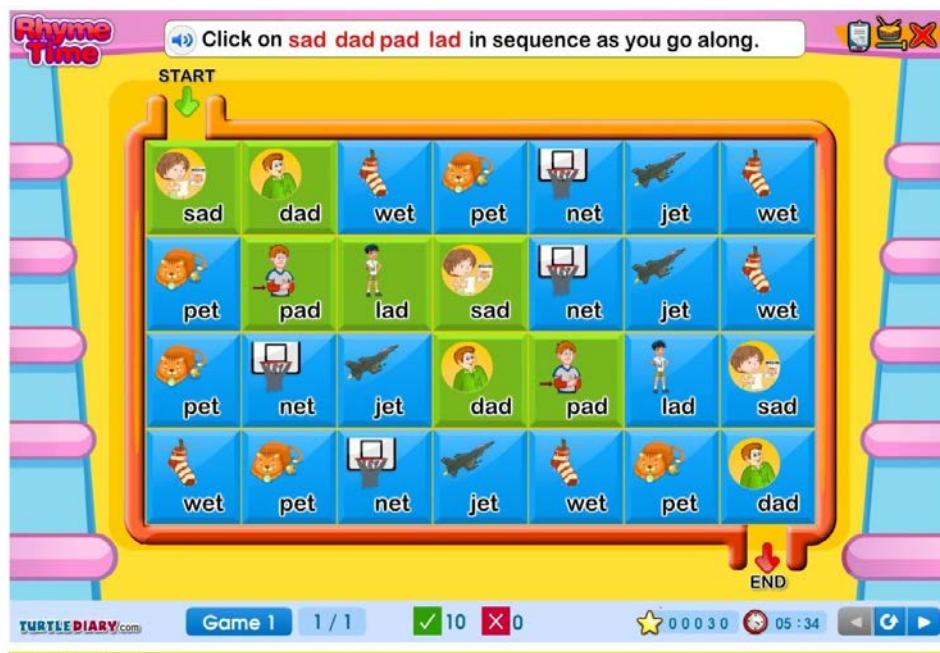 Rhyme
Time
Click on sad dad pad lad in sequence as you go along.
START
sad dad wet pet net jet wet
pet pad lad sad net jet wet
pet net jet dad pad lad sad
wet pet net jet wet pet dad
END
TURTLEDIARY.com
Game 1
1 / 1
10
0
00030
05 : 34